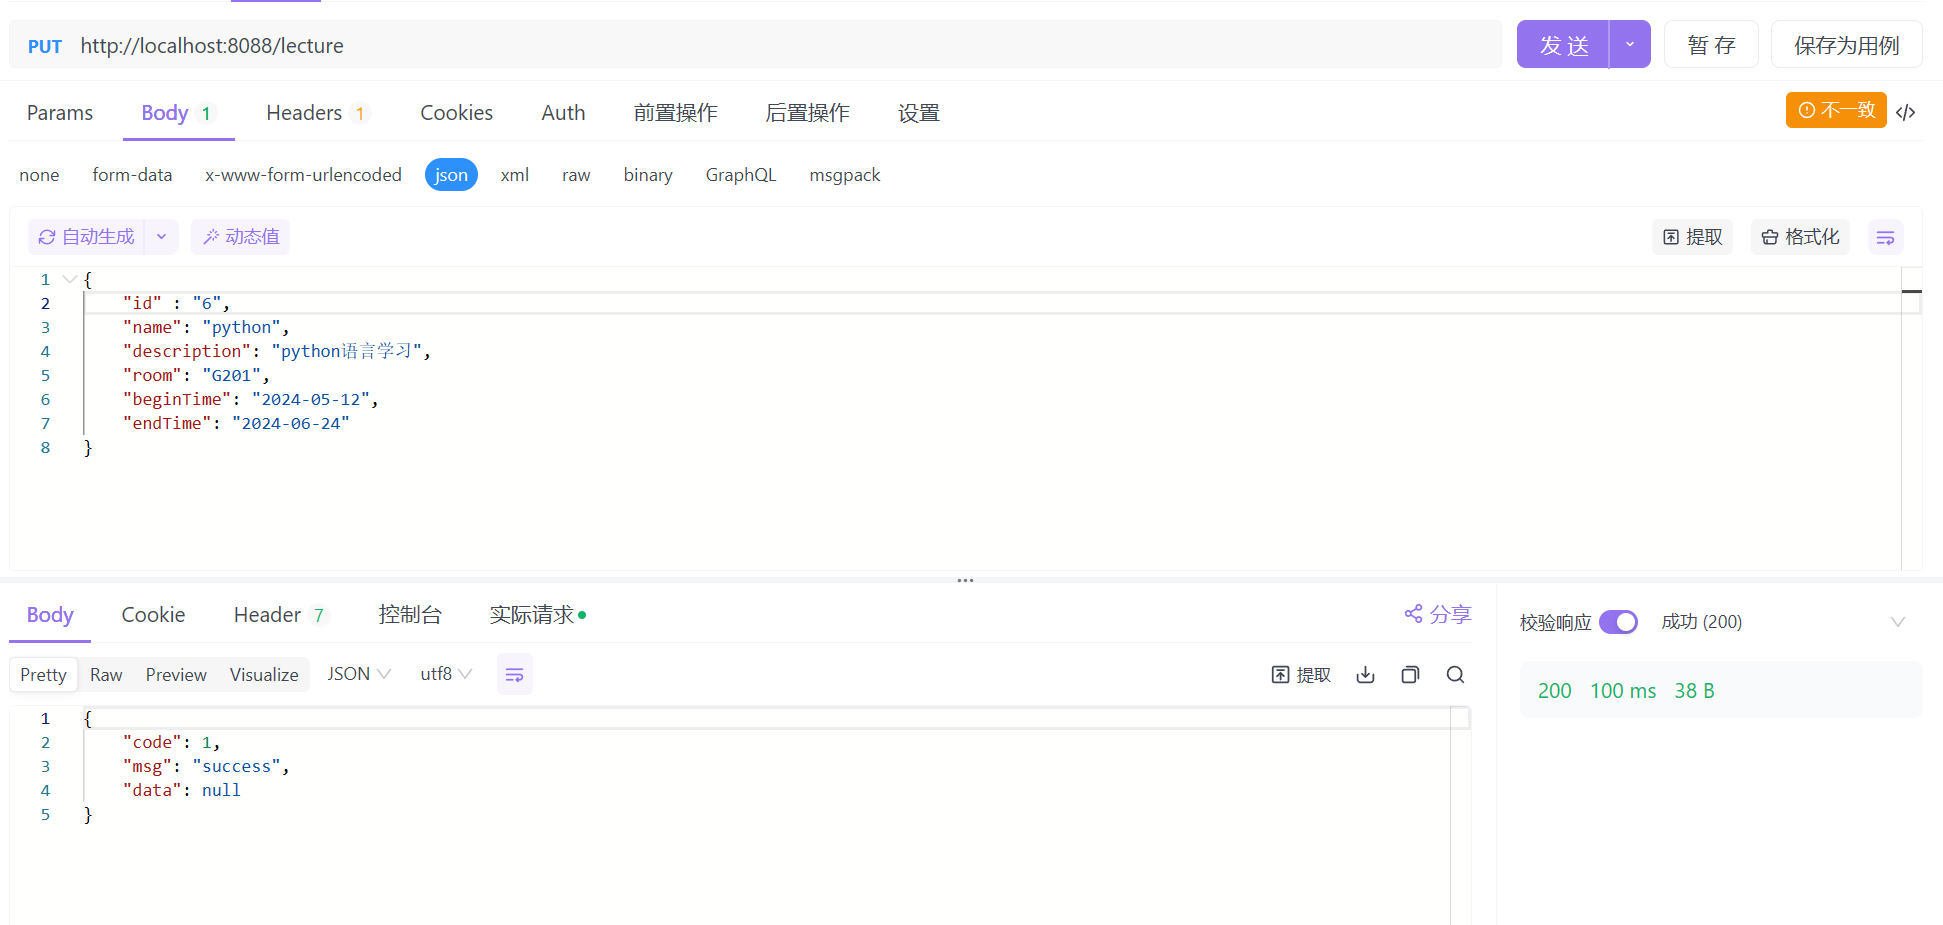 PUT http://localhost:8088/lecture 发 送 暂 存 保存为用例
Params Body 1 Headers 1 Cookies Auth 前置操作 后置操作 设置 不一致
none form-data x-www-form-urlencoded json xml raw binary GraphQL msgpack
自动生成 动态值 提取 格式化
1 {
2 "id" : "6",
3 "name": "python",
4 "description": "python语言学习",
5 "room": "G201",
6 "beginTime": "2024-05-12",
7 "endTime": "2024-06-24"
8 }
Body Cookie Header 7 控制台 实际请求 分享
Pretty Raw Preview Visualize JSON utf8 提取
1 {
2 "code": 1,
3 "msg": "success",
4 "data": null
5 }
校验响应 成功 (200)
200 100 ms 38 B